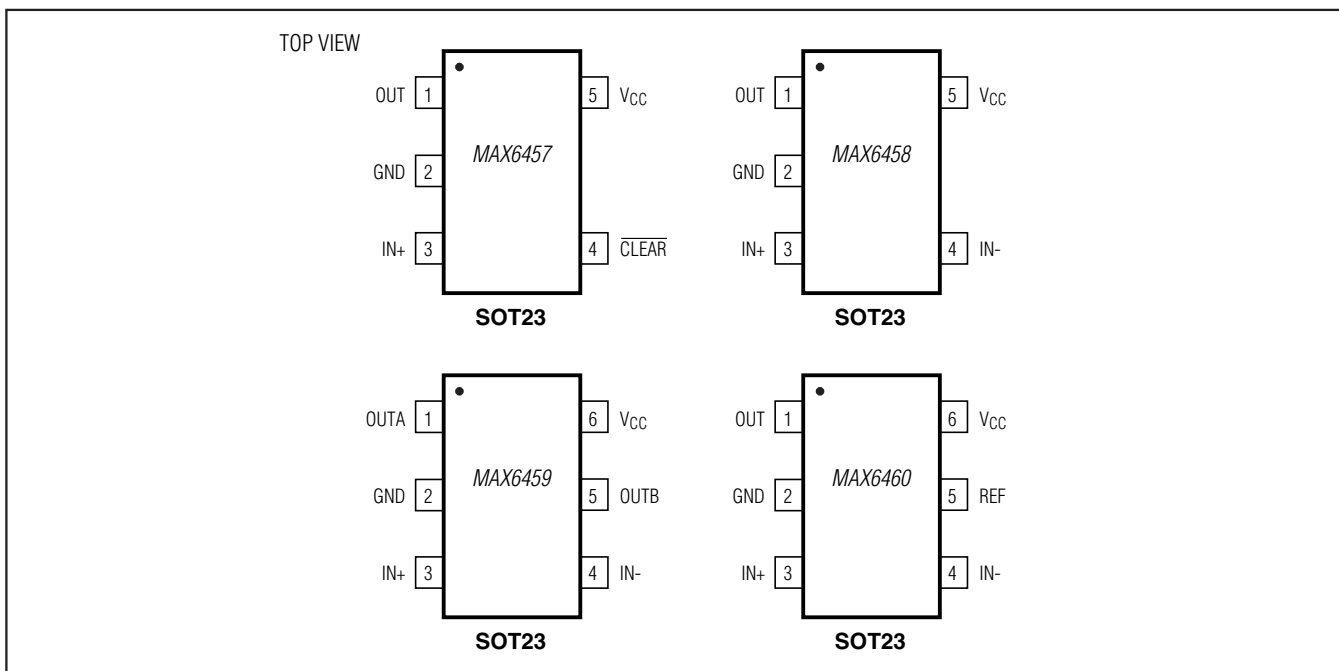 TOP VIEW
OUT 1 5 VCC
MAX6457
GND 2
IN+ 3 4 CLEAR
SOT23
OUT 1 5 VCC
MAX6458
GND 2
IN+ 3 4 IN-
SOT23
OUTA 1 6 VCC
MAX6459
GND 2 5 OUTB
IN+ 3 4 IN-
SOT23
OUT 1 6 VCC
MAX6460
GND 2 5 REF
IN+ 3 4 IN-
SOT23